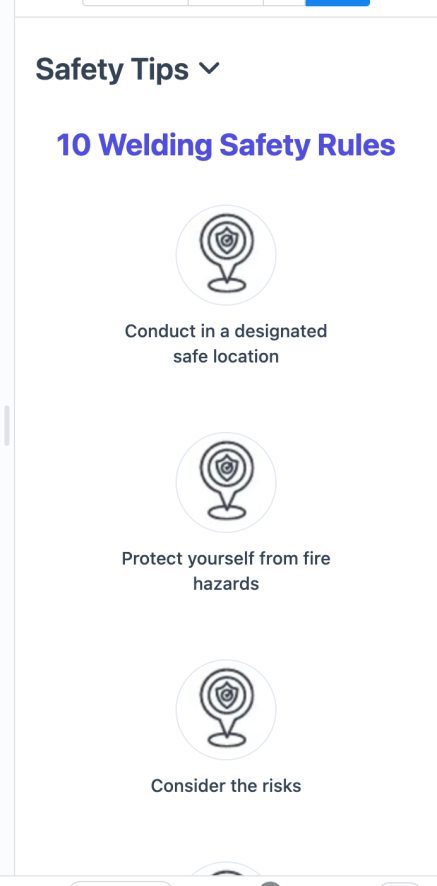 Safety Tips
10 Welding Safety Rules
Conduct in a designated
safe location
Protect yourself from fire
hazards
Consider the risks